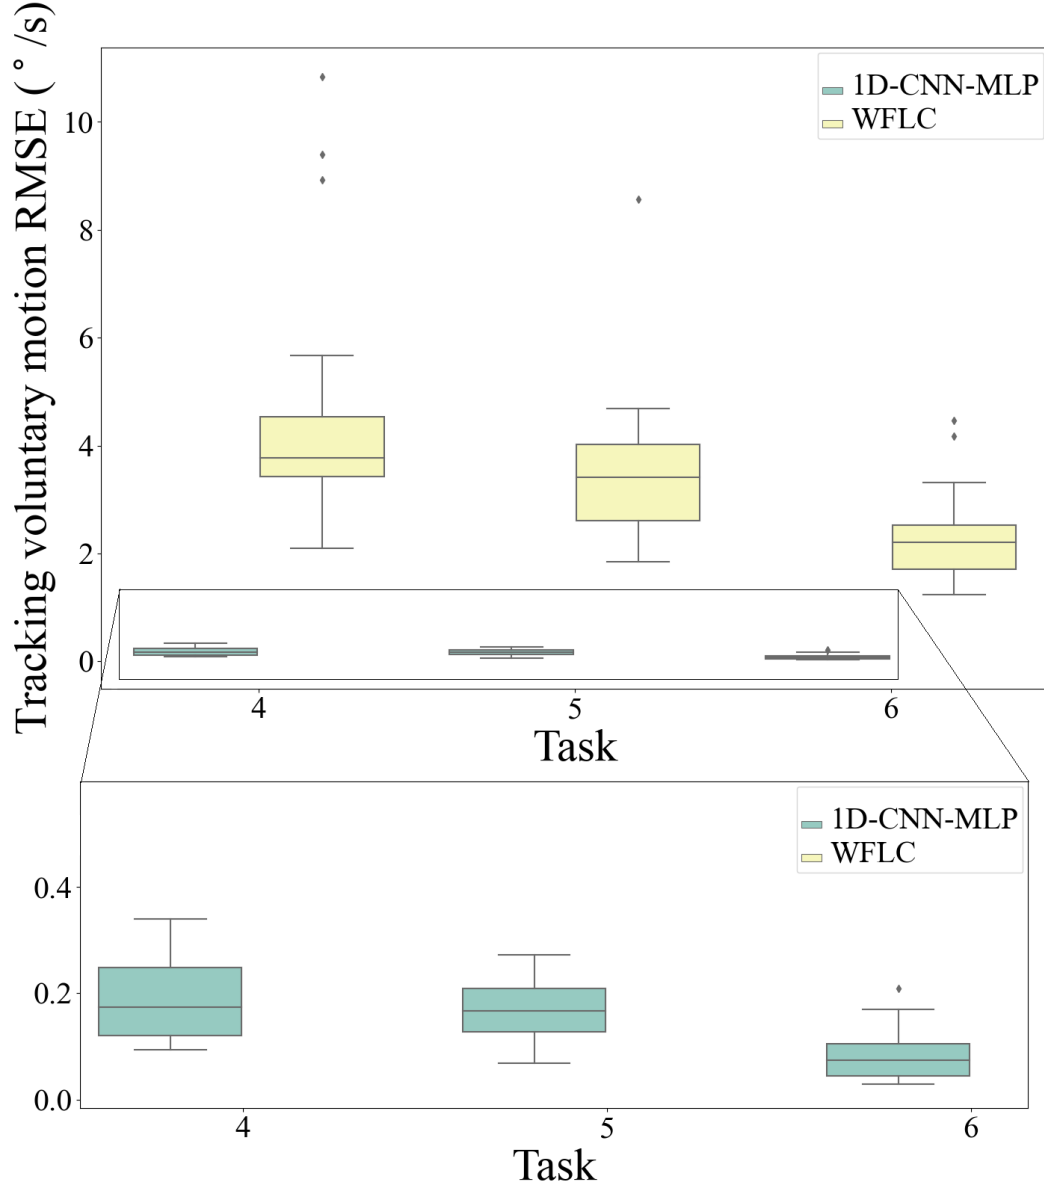 Tracking voluntary motion RMSE ( ° /s)
1D-CNN-MLP
WFLC
10
8
6
4
2
0
4 5 6
Task
1D-CNN-MLP
WFLC
0.4
0.2
0.0
4 5 6
Task